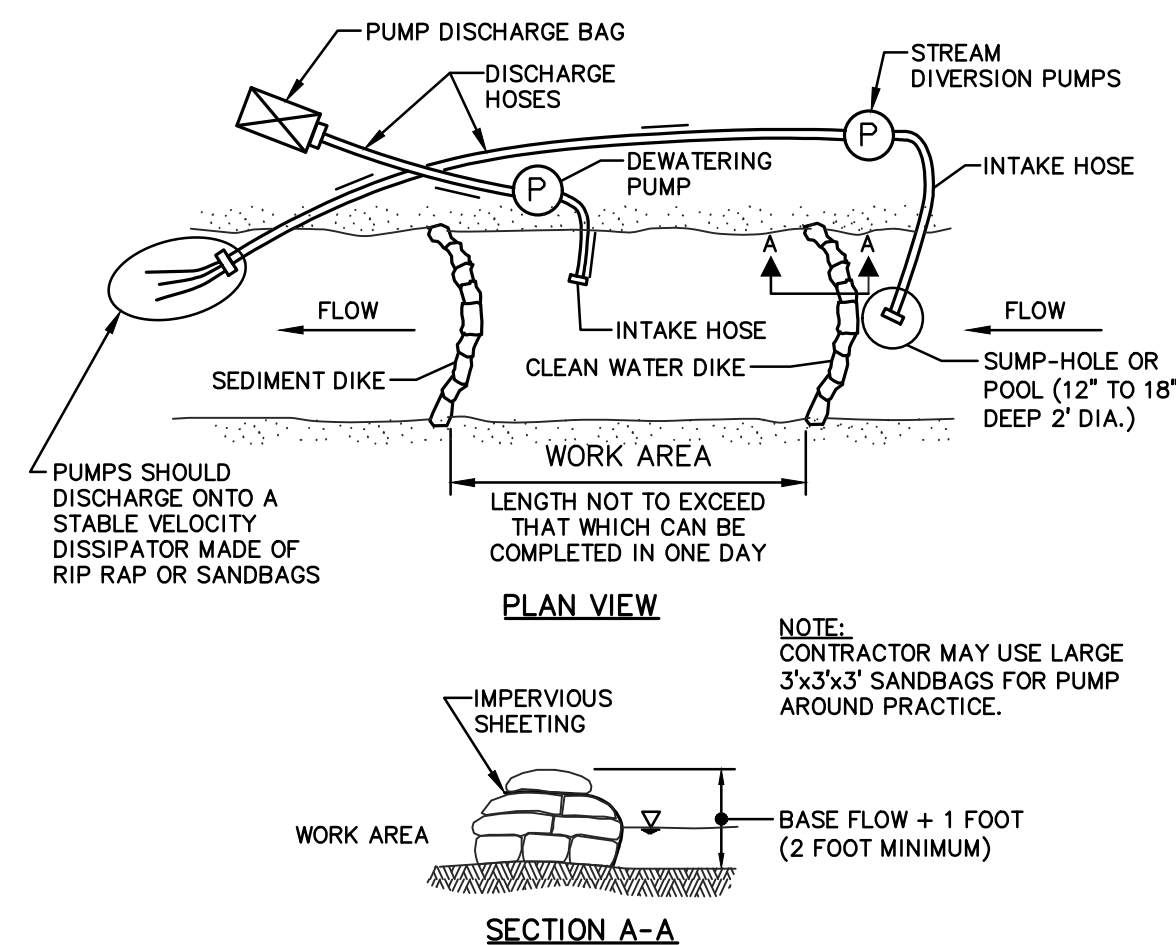 PUMP DISCHARGE BAG
DISCHARGE
HOSES
STREAM
DIVERSION PUMPS
P
DEWATERING
PUMP
P
INTAKE HOSE
A
A
FLOW
INTAKE HOSE
FLOW
SEDIMENT DIKE
CLEAN WATER DIKE
SUMP-HOLE OR
POOL (12" TO 18"
DEEP 2' DIA.)
WORK AREA
LENGTH NOT TO EXCEED
THAT WHICH CAN BE
COMPLETED IN ONE DAY
PUMPS SHOULD
DISCHARGE ONTO A
STABLE VELOCITY
DISSIPATOR MADE OF
RIP RAP OR SANDBAGS
PLAN VIEW
NOTE:
CONTRACTOR MAY USE LARGE
3'x3'x3' SANDBAGS FOR PUMP
AROUND PRACTICE.
IMPERVIOUS
SHEETING
WORK AREA
BASE FLOW + 1 FOOT
(2 FOOT MINIMUM)
SECTION A-A